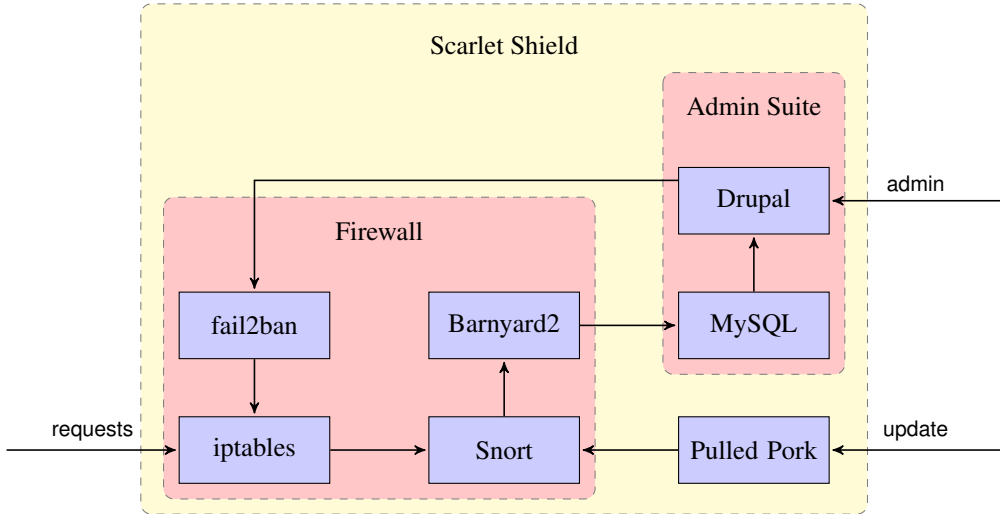 Scarlet Shield
Admin Suite
Drupal
admin
Firewall
fail2ban
Barnyard2
MySQL
requests
iptables
Snort
Pulled Pork
update